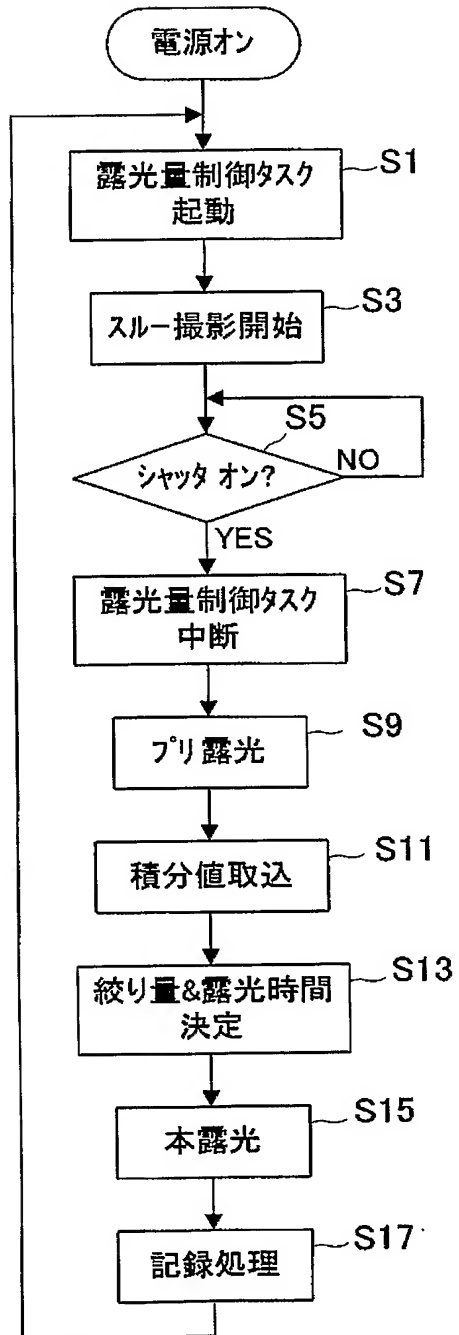 電源オン
露光量制御タスク
起動
S1
スルー撮影開始
S3
シャッタ オン?
S5
NO
YES
露光量制御タスク
中断
S7
プリ露光
S9
積分値取込
S11
絞り量&露光時間
決定
S13
本露光
S15
記録処理
S17